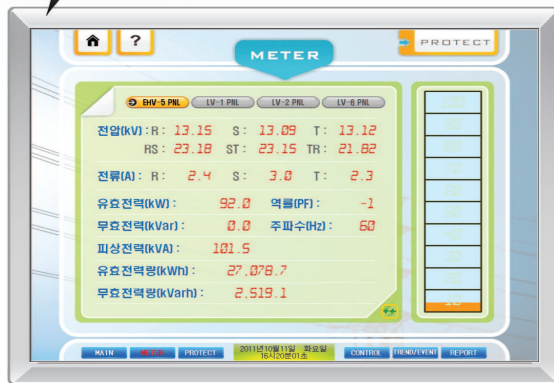 ?
METER
PROTECT
EHV-5 PNL LV-1 PNL LV-2 PNL LV-6 PNL
전압(kV) : R : 13.15 S : 13.09 T : 13.12
RS : 23.18 ST : 23.15 TR : 21.82
전류(A) : R : 2.4 S : 3.0 T : 2.3
유효전력(kW) : 92.0 역률(PF) : -1
무효전력(kVar) : 0.0 주파수(Hz) : 60
피상전력(kVA) : 101.5
유효전력량(kWh) : 27,078.7
무효전력량(kVarh) : 2,519.1
MAIN METER PROTECT 2011년10월11일 화요일 CONTROL TREND/EVENT REPORT
16시20분01초